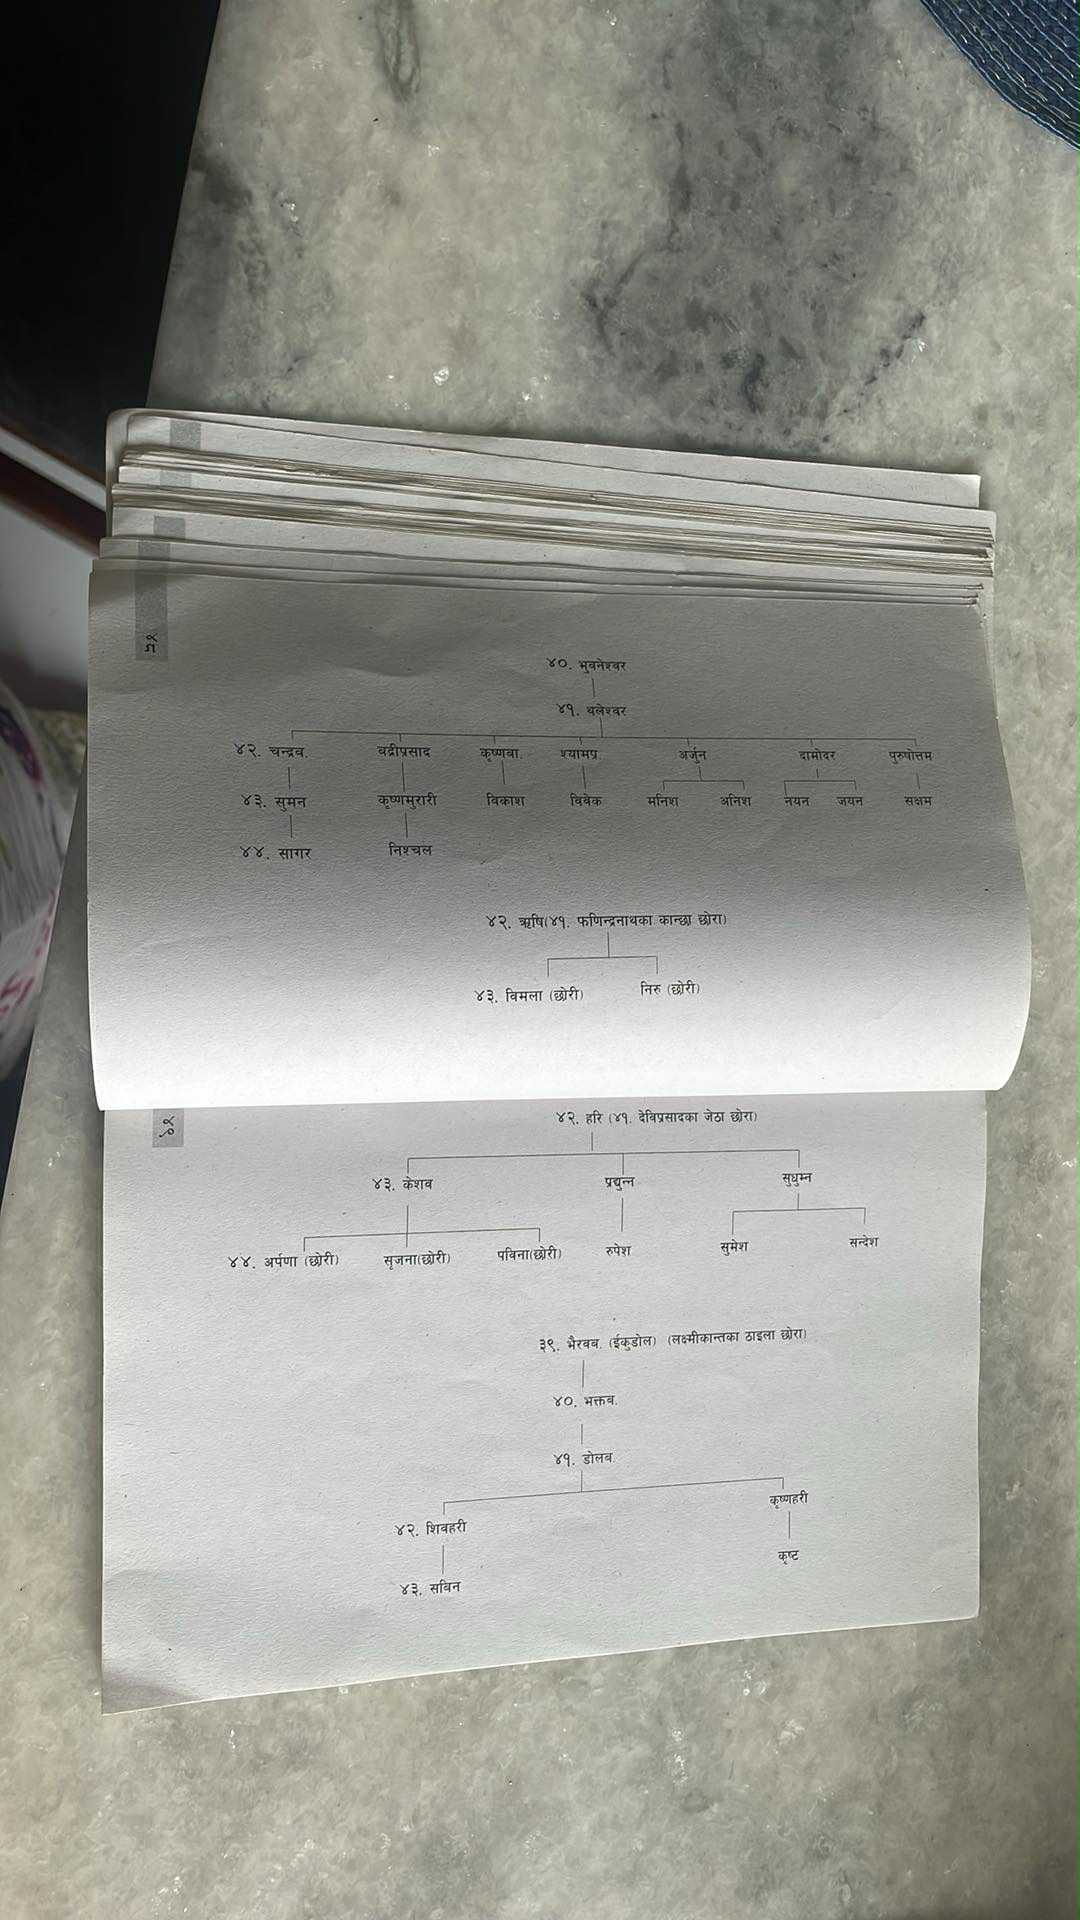 ४०. भुवनेश्वर
४१. थलेश्वर
४२. चन्द्रब. बद्रीप्रसाद कृष्णबा. श्यामप्र. अर्जुन दामोदर पुरुषोत्तम
४३. सुमन कृष्णमुरारी विकाश विवेक मनिश अनिश नयन जयन सक्षम
४४. सागर निश्चल
४२. ऋषि(४१. फणिन्द्रनाथका कान्छा छोरा)
४३. विमला (छोरी) निरु (छोरी)
४२. हरि (४१. देविप्रसादका जेठा छोरा)
४३. केशव प्रद्युन्न सुधुम्न
४४. अर्पणा (छोरी) सृजना(छोरी) पविना(छोरी) रुपेश सुमेश सन्देश
३९. भैरवब. (ईकुडोल) (लक्ष्मीकान्तका ठाइला छोरा)
४०. भक्तब.
४१. डोलब.
४२. शिवहरी कृष्णहरी
४३. सविन कृष्ट